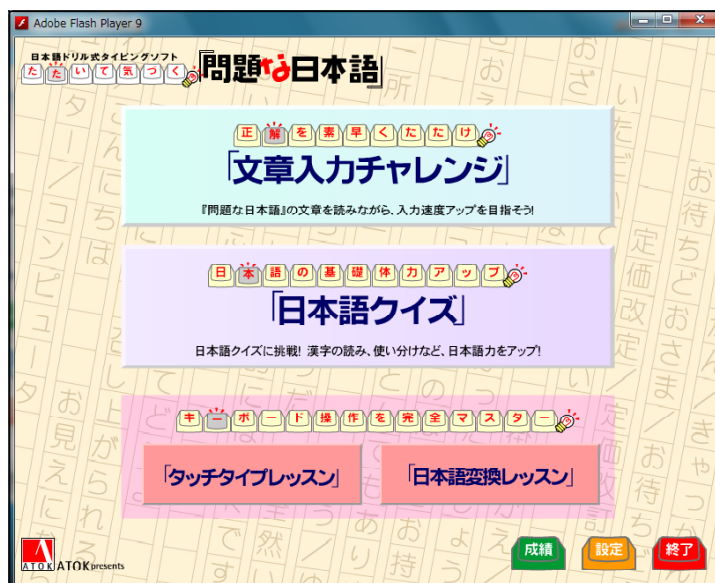 Adobe Flash Player 9
日本語ドリル式タイピングソフト
たたいて気づく
『問題な日本語』
正解を素早くたたけ
「文章入力チャレンジ」
『問題な日本語』の文章を読みながら、入力速度アップを目指そう!
日本語の基礎体力アップ
「日本語クイズ」
日本語クイズに挑戦! 漢字の読み、使い分けなど、日本語力をアップ!
キーボード操作を完全マスター
「タッチタイプレッスン」
「日本語変換レッスン」
成績
設定
終了
ATOK ATOK presents